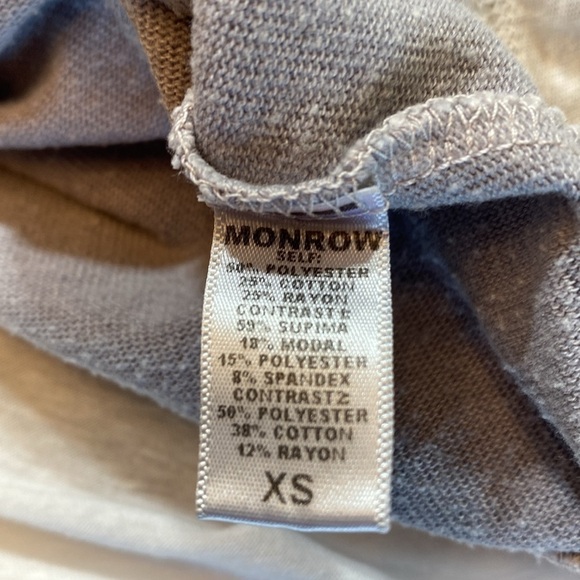 MONROW
SELF:
50% POLYESTER
25% COTTON
25% RAYON
CONTRAST1:
59% SUPIMA
18% MODAL
15% POLYESTER
8% SPANDEX
CONTRAST2
50% POLYESTER
38% COTTON
12% RAYON
XS